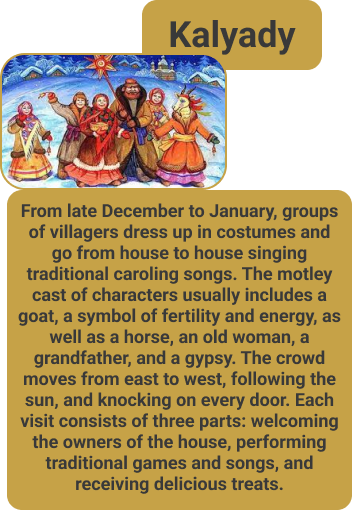 Kalyady
From late December to January, groups
of villagers dress up in costumes and
go from house to house singing
traditional caroling songs. The motley
cast of characters usually includes a
goat, a symbol of fertility and energy, as
well as a horse, an old woman, a
grandfather, and a gypsy. The crowd
moves from east to west, following the
sun, and knocking on every door. Each
visit consists of three parts: welcoming
the owners of the house, performing
traditional games and songs, and
receiving delicious treats.